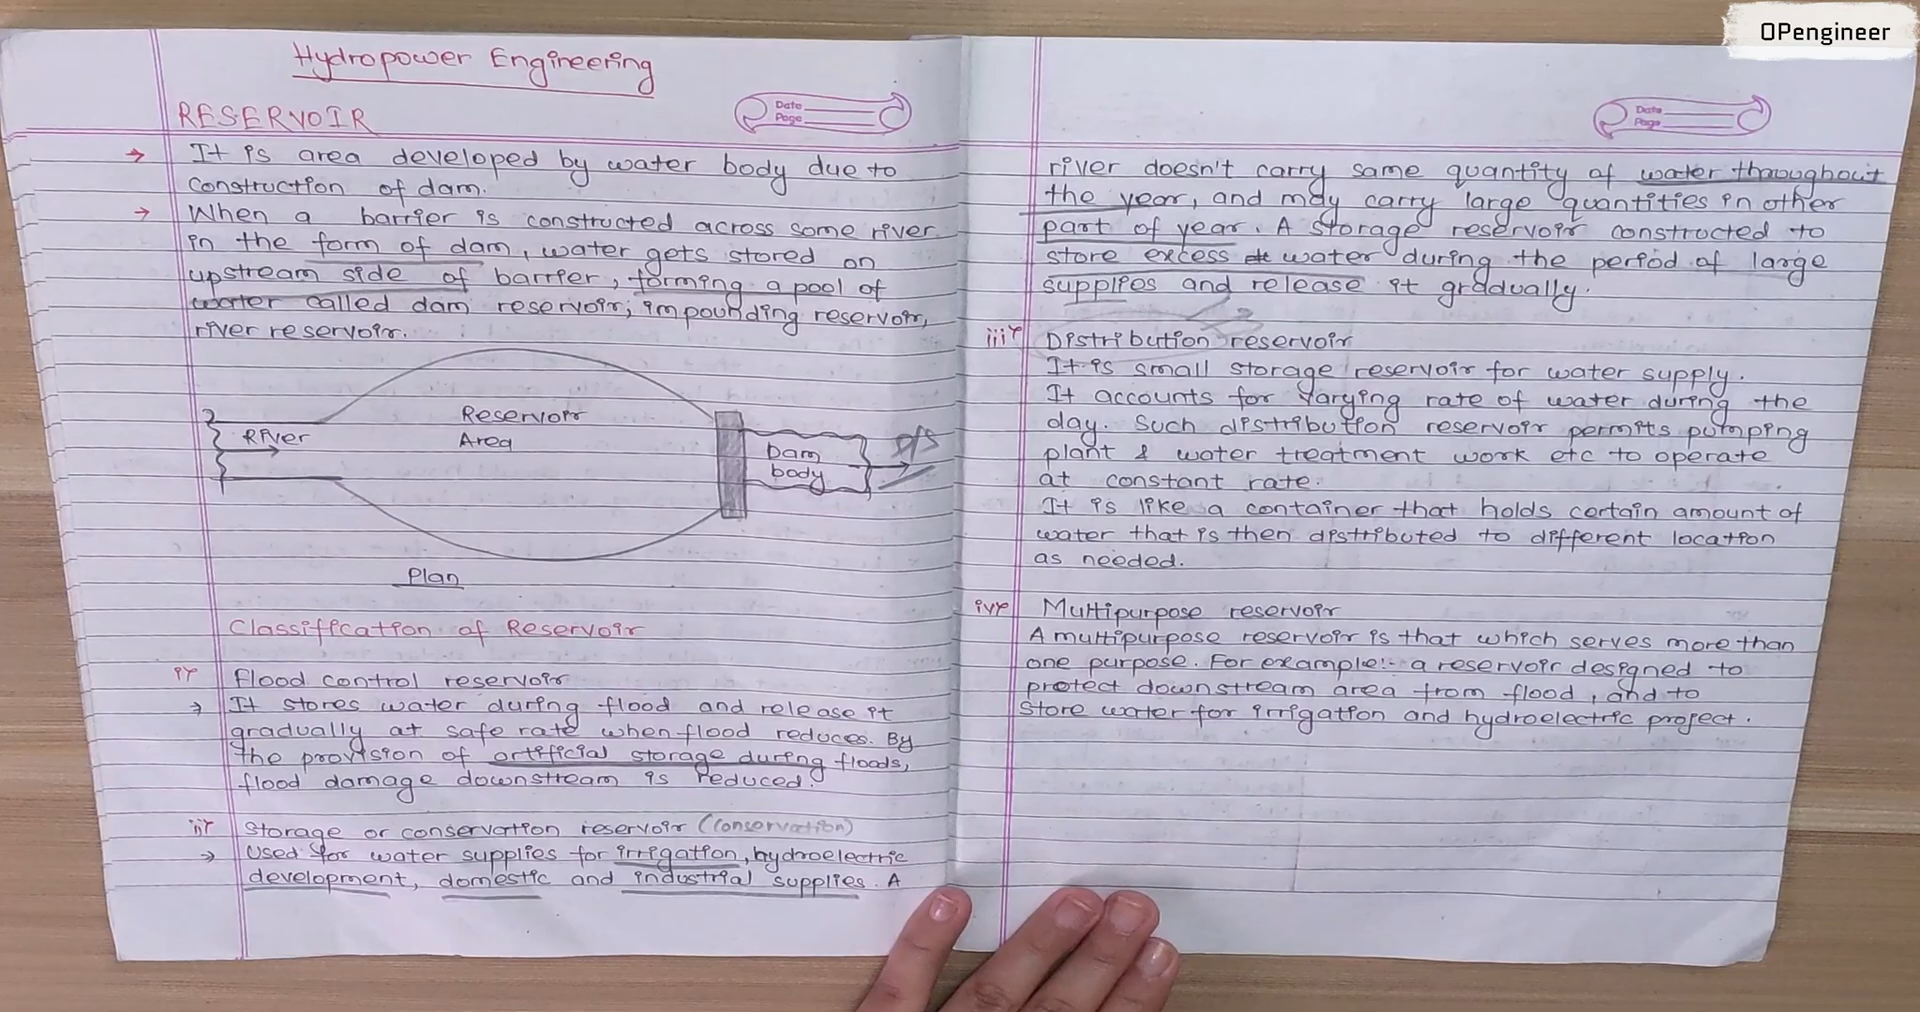 OPengineer
Hydropower Engineering
RESERVOIR
Date
Page
→ It is area developed by water body due to
construction of dam.
→ When a barrier is constructed across some river
in the form of dam, water gets stored on
upstream side of barrier, forming a pool of
water called dam reservoir, impounding reservoir,
river reservoir.
River
Reservoir
Area
Dam
body
D/S
Plan
Classification of Reservoir
i) flood control reservoir
→ It stores water during flood and release it
gradually at safe rate when flood reduces. By
the provision of artificial storage during floods,
flood damage downstream is reduced.
ii) Storage or conservation reservoir (conservation)
→ Used for water supplies for irrigation, hydroelectric
development, domestic and industrial supplies. A
Date
Page
river doesn't carry same quantity of water throughout
the year, and may carry large quantities in other
part of year. A storage reservoir constructed to
store excess water during the period of large
supplies and release it gradually.
iii) Distribution reservoir
It is small storage reservoir for water supply.
It accounts for varying rate of water during the
day. Such distribution reservoir permits pumping
plant & water treatment work etc to operate
at constant rate.
It is like a container that holds certain amount of
water that is then distributed to different location
as needed.
iv) Multipurpose reservoir
A multipurpose reservoir is that which serves more than
one purpose. For example:- a reservoir designed to
protect downstream area from flood, and to
store water for irrigation and hydroelectric project.